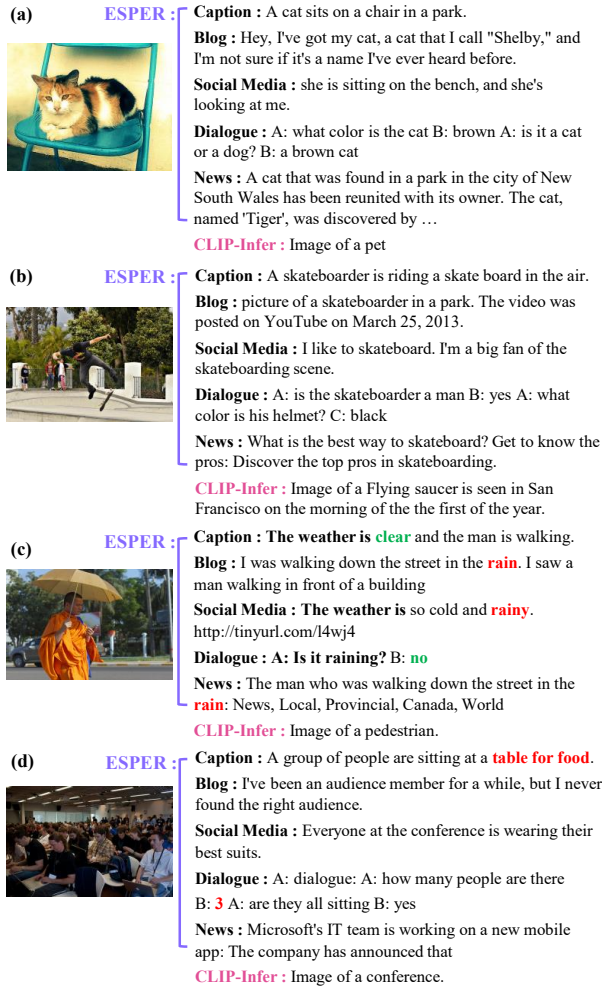 (a)
ESPER :
Caption : A cat sits on a chair in a park.
Blog : Hey, I've got my cat, a cat that I call "Shelby," and
I'm not sure if it's a name I've ever heard before.
Social Media : she is sitting on the bench, and she's
looking at me.
Dialogue : A: what color is the cat B: brown A: is it a cat
or a dog? B: a brown cat
News : A cat that was found in a park in the city of New
South Wales has been reunited with its owner. The cat,
named 'Tiger', was discovered by …
CLIP-Infer : Image of a pet
(b)
ESPER :
Caption : A skateboarder is riding a skate board in the air.
Blog : picture of a skateboarder in a park. The video was
posted on YouTube on March 25, 2013.
Social Media : I like to skateboard. I'm a big fan of the
skateboarding scene.
Dialogue : A: is the skateboarder a man B: yes A: what
color is his helmet? C: black
News : What is the best way to skateboard? Get to know the
pros: Discover the top pros in skateboarding.
CLIP-Infer : Image of a Flying saucer is seen in San
Francisco on the morning of the the first of the year.
(c)
ESPER :
Caption : The weather is clear and the man is walking.
Blog : I was walking down the street in the rain. I saw a
man walking in front of a building
Social Media : The weather is so cold and rainy.
http://tinyurl.com/l4wj4
Dialogue : A: Is it raining? B: no
News : The man who was walking down the street in the
rain: News, Local, Provincial, Canada, World
CLIP-Infer : Image of a pedestrian.
(d)
ESPER :
Caption : A group of people are sitting at a table for food.
Blog : I've been an audience member for a while, but I never
found the right audience.
Social Media : Everyone at the conference is wearing their
best suits.
Dialogue : A: dialogue: A: how many people are there
B: 3 A: are they all sitting B: yes
News : Microsoft's IT team is working on a new mobile
app: The company has announced that
CLIP-Infer : Image of a conference.